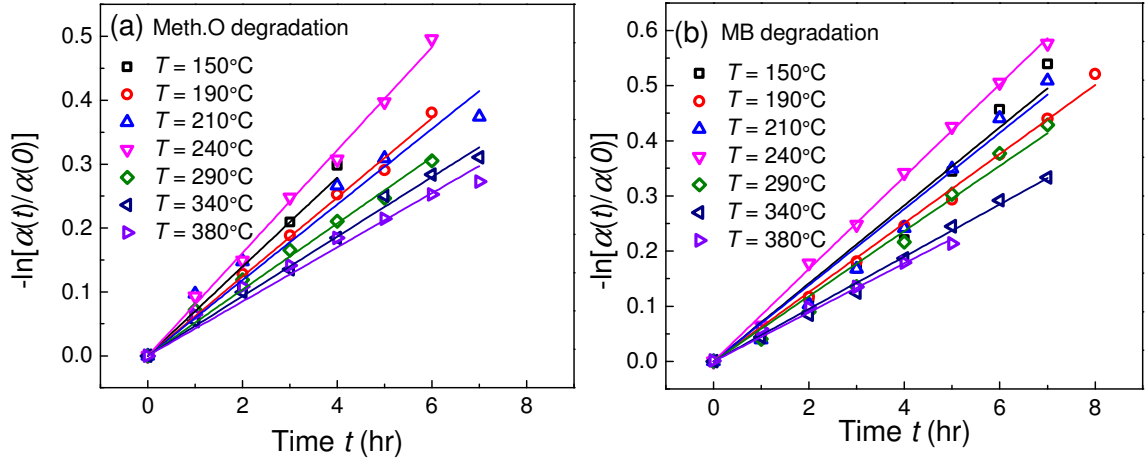 (a) Meth.O degradation
T = 150°C
T = 190°C
T = 210°C
T = 240°C
T = 290°C
T = 340°C
T = 380°C
-ln[α(t)/α(0)]
0.5
0.4
0.3
0.2
0.1
0.0
0 2 4 6 8
Time t (hr)
(b) MB degradation
T = 150°C
T = 190°C
T = 210°C
T = 240°C
T = 290°C
T = 340°C
T = 380°C
-ln[α(t)/α(0)]
0.6
0.5
0.4
0.3
0.2
0.1
0.0
0 2 4 6 8
Time t (hr)